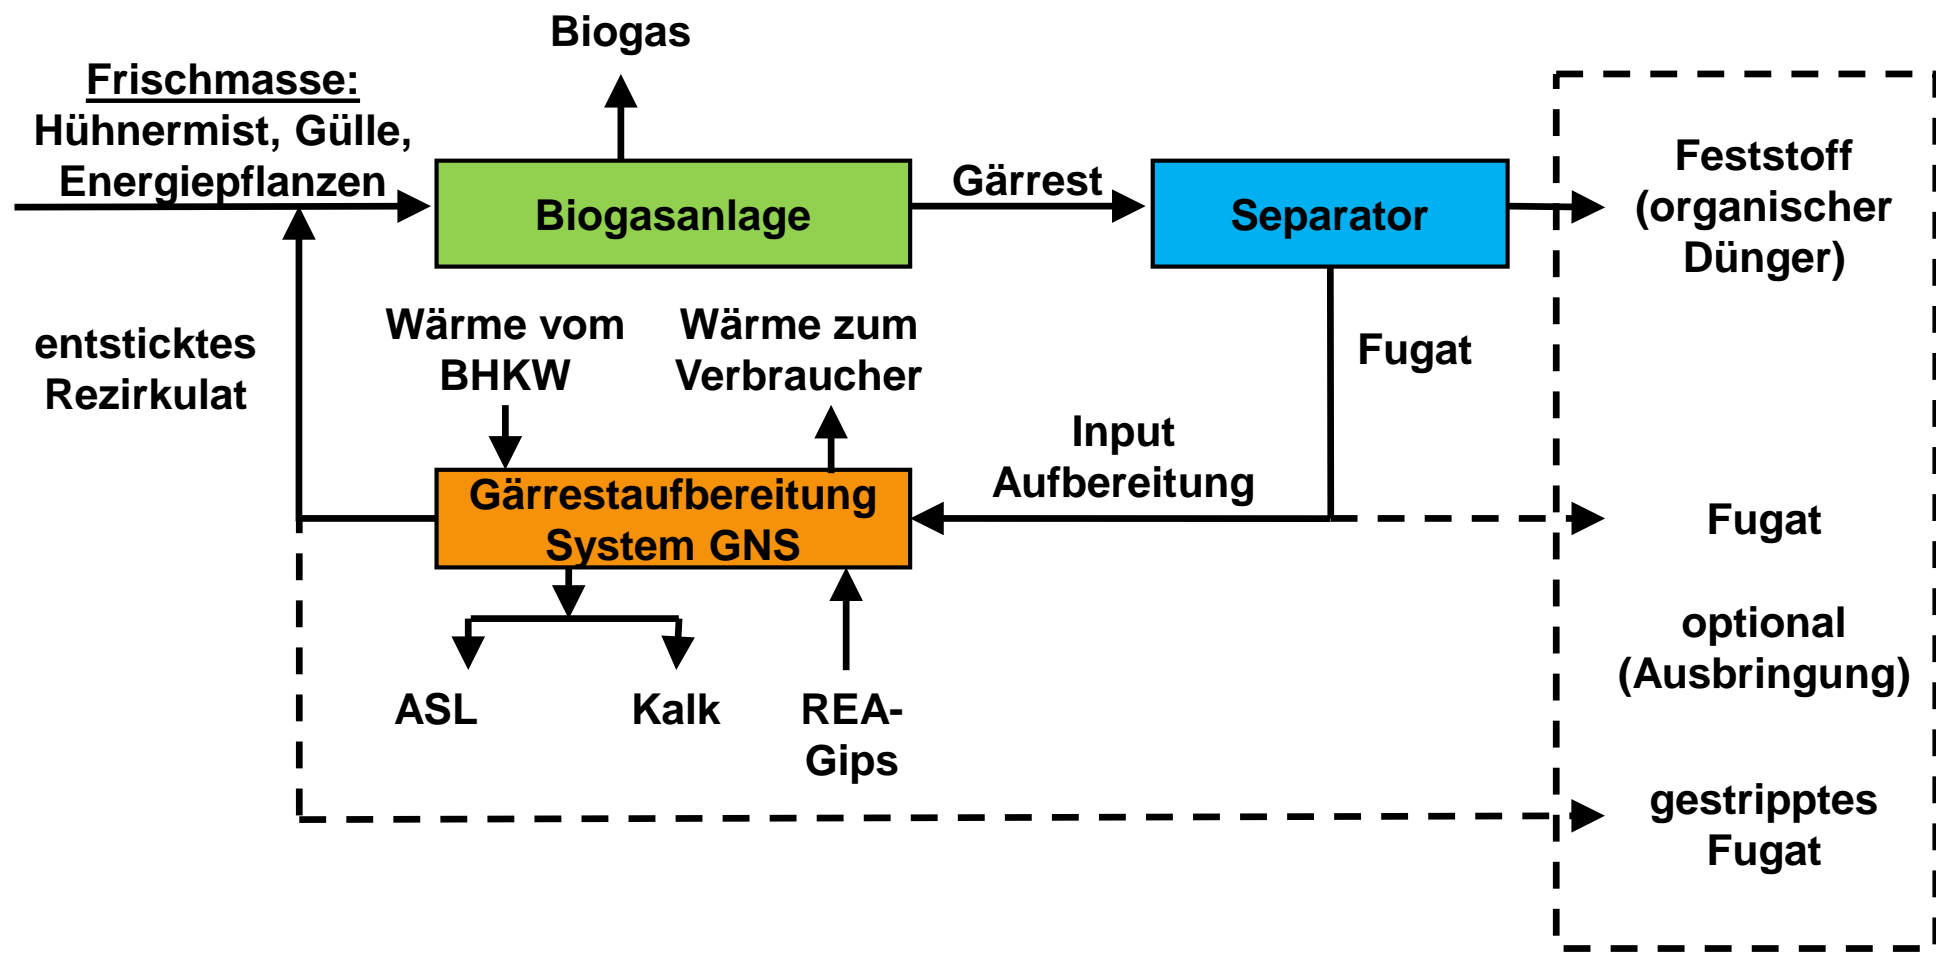 Biogas
Frischmasse:
Hühnermist, Gülle,
Energiepflanzen
Biogasanlage
Gärrest
Separator
Feststoff
(organischer
Dünger)
entsticktes
Rezirkulat
Wärme vom
BHKW
Wärme zum
Verbraucher
Fugat
Input
Aufbereitung
Gärrestaufbereitung
System GNS
Fugat
optional
(Ausbringung)
ASL
Kalk
REA-
Gips
gestripptes
Fugat